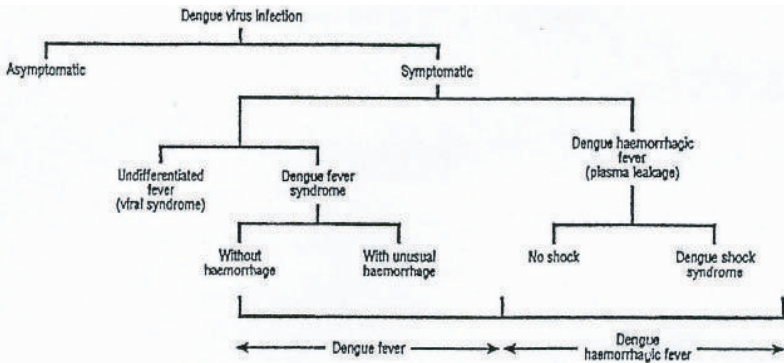 Dengue virus infection
Asymptomatic
Symptomatic
Undifferentiated
fever
(viral syndrome)
Dengue fever
syndrome
Dengue haemorrhagic
fever
(plasma leakage)
Without
haemorrhage
With unusual
haemorrhage
No shock
Dengue shock
syndrome
Dengue fever
Dengue
haemorrhagic fever